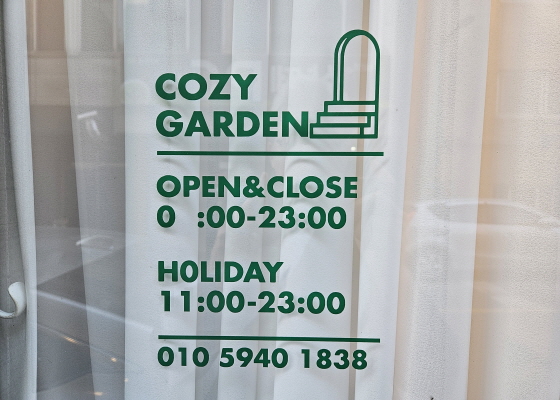 COZY
GARDEN
OPEN&CLOSE
0 :00-23:00
HOLIDAY
11:00-23:00
010 5940 1838